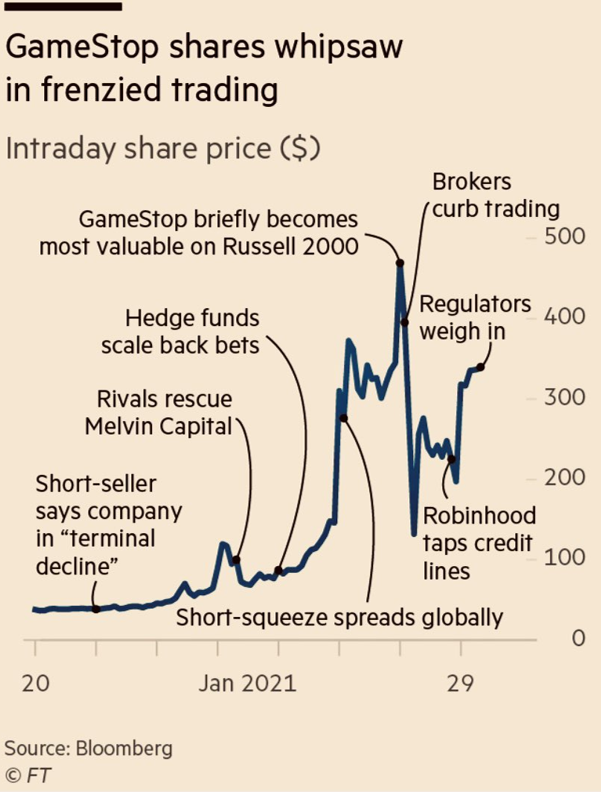 GameStop shares whipsaw
in frenzied trading
Intraday share price ($)
Brokers
curb trading
GameStop briefly becomes
most valuable on Russell 2000
500
Regulators
weigh in
400
Hedge funds
scale back bets
300
Rivals rescue
Melvin Capital
200
Short-seller
says company
in “terminal
decline”
Robinhood
taps credit
lines
100
Short-squeeze spreads globally
0
20
Jan 2021
29
Source: Bloomberg
© FT